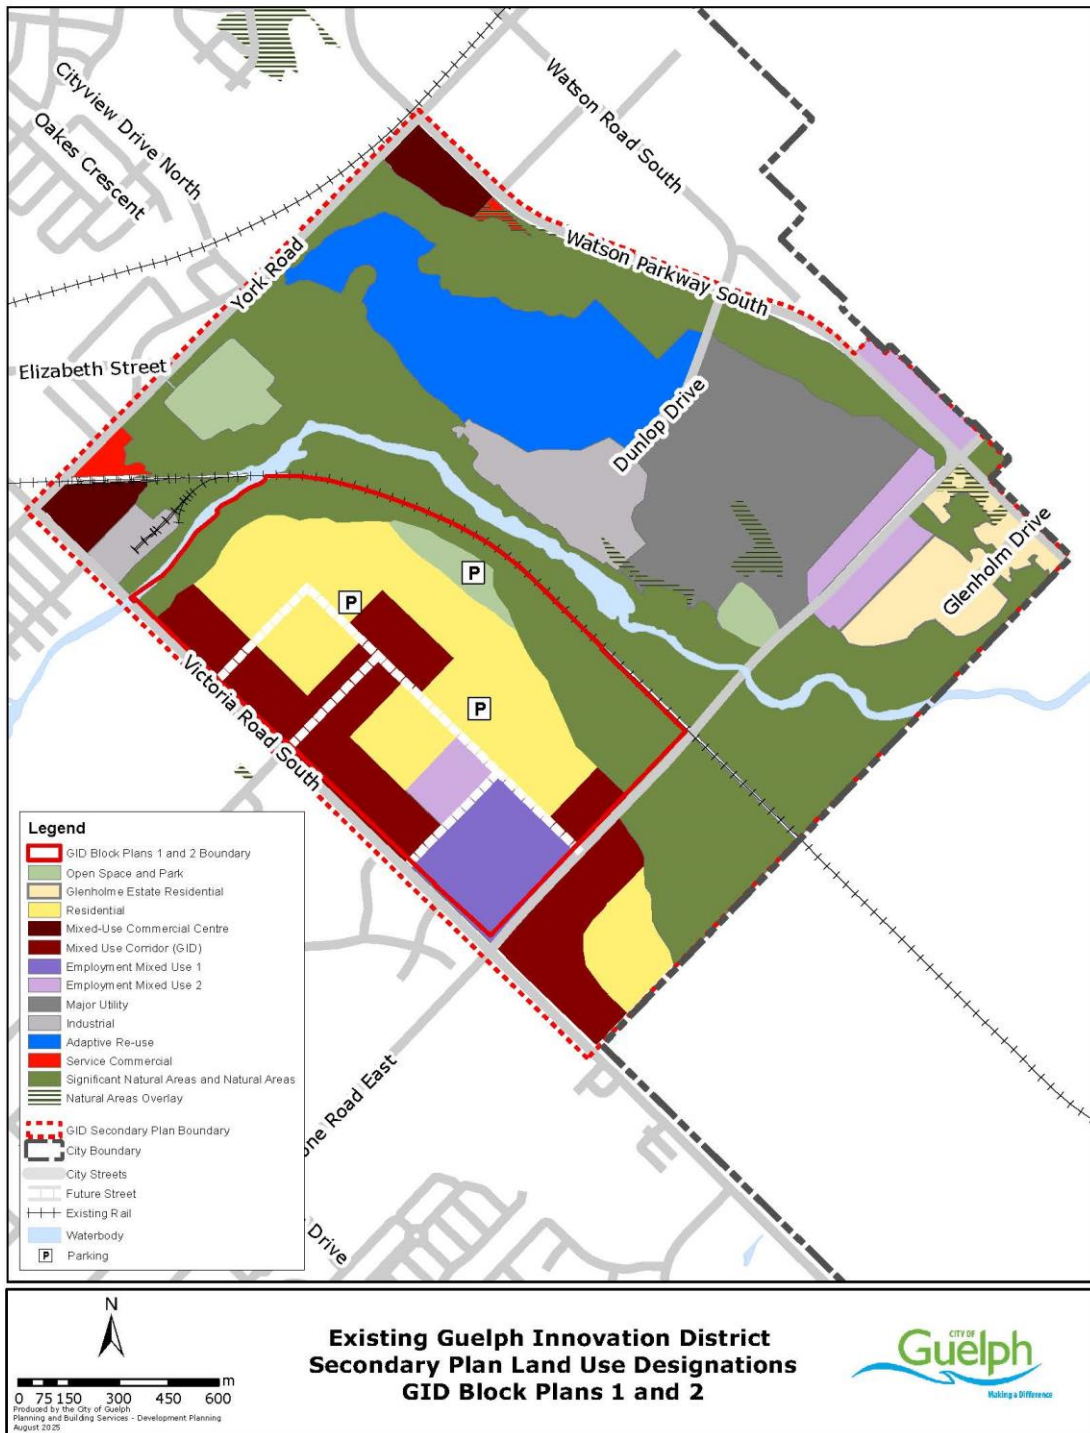 Cityview Drive North
Oakes Crescent
Watson Road South
York Road
Watson Parkway South
Elizabeth Street
Dunlop Drive
Glenholm Drive
P
P
P
Victoria Road South
one Road East
Drive
Legend
GID Block Plans 1 and 2 Boundary
Open Space and Park
Glenholme Estate Residential
Residential
Mixed-Use Commercial Centre
Mixed Use Corridor (GID)
Employment Mixed Use 1
Employment Mixed Use 2
Major Utility
Industrial
Adaptive Re-use
Service Commercial
Significant Natural Areas and Natural Areas
Natural Areas Overlay
GID Secondary Plan Boundary
City Boundary
City Streets
Future Street
Existing Rail
Waterbody
P Parking
N
0 75 150 300 450 600 m
Produced by the City of Guelph
Planning and Building Services - Development Planning
August 2025
Existing Guelph Innovation District
Secondary Plan Land Use Designations
GID Block Plans 1 and 2
CITY OF
Guelph
Making a Difference